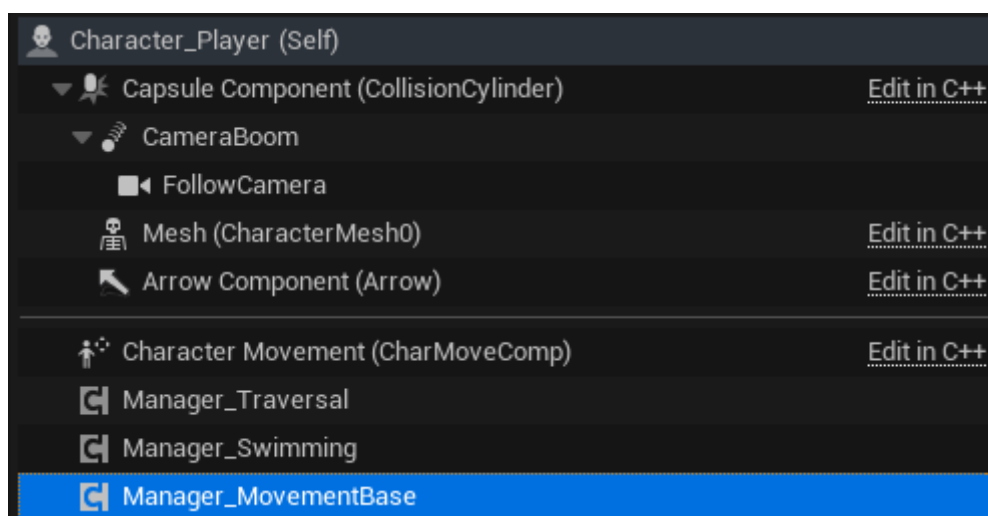 Character_Player (Self)
Capsule Component (CollisionCylinder) Edit in C++
CameraBoom
FollowCamera
Mesh (CharacterMesh0) Edit in C++
Arrow Component (Arrow) Edit in C++
Character Movement (CharMoveComp) Edit in C++
Manager_Traversal
Manager_Swimming
Manager_MovementBase